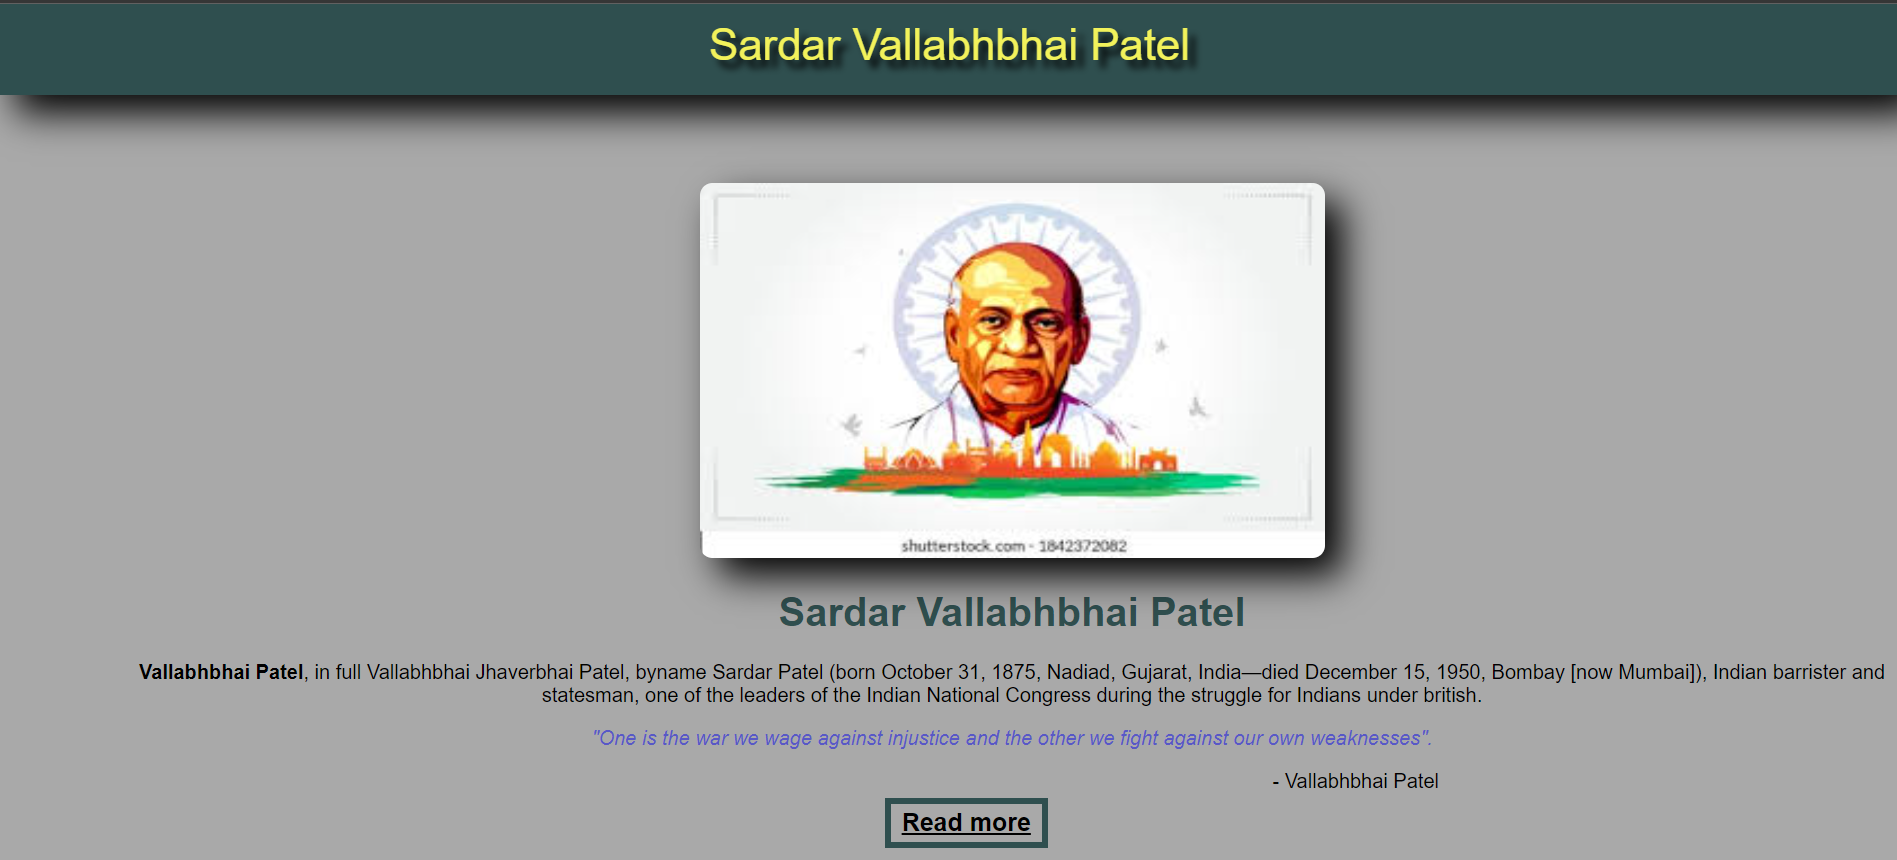 Sardar Vallabhbhai Patel
shutterstock.com - 1842372082
Sardar Vallabhbhai Patel
Vallabhbhai Patel, in full Vallabhbhai Jhaverbhai Patel, byname Sardar Patel (born October 31, 1875, Nadiad, Gujarat, India—died December 15, 1950, Bombay [now Mumbai]), Indian barrister and
statesman, one of the leaders of the Indian National Congress during the struggle for Indians under british.
"One is the war we wage against injustice and the other we fight against our own weaknesses".
- Vallabhbhai Patel
Read more